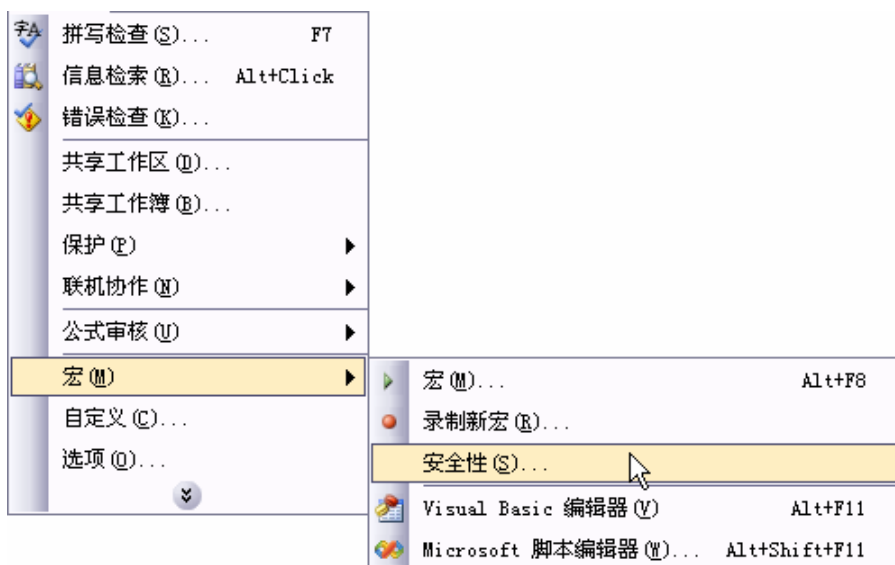 拼写检查(S)... F7
信息检索(R)... Alt+Click
错误检查(K)...
共享工作区(D)...
共享工作簿(B)...
保护(P)
联机协作(N)
公式审核(U)
宏(M)
自定义(C)...
选项(O)...
宏(M)... Alt+F8
录制新宏(R)...
安全性(S)...
Visual Basic 编辑器(V) Alt+F11
Microsoft 脚本编辑器(W)... Alt+Shift+F11